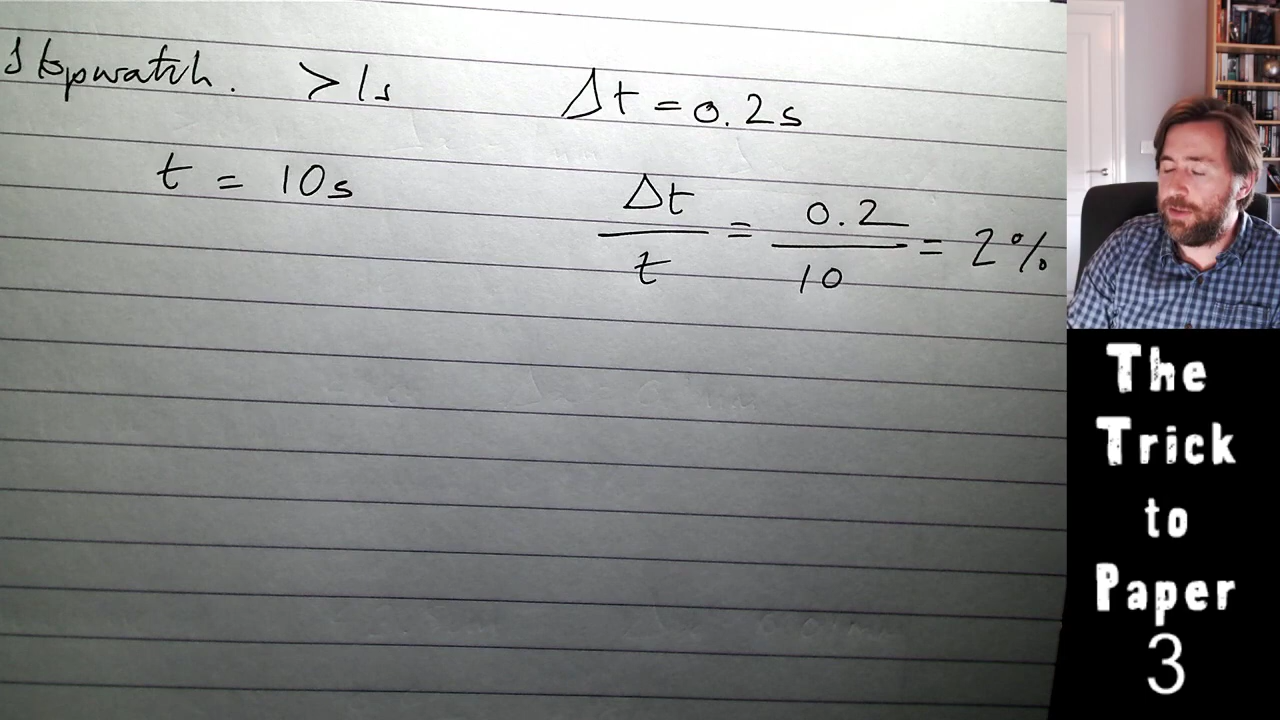 Stopwatch. > 1s Δt = 0.2s
t = 10s
Δt/t = 0.2/10 = 2%
The
Trick
to
Paper
3